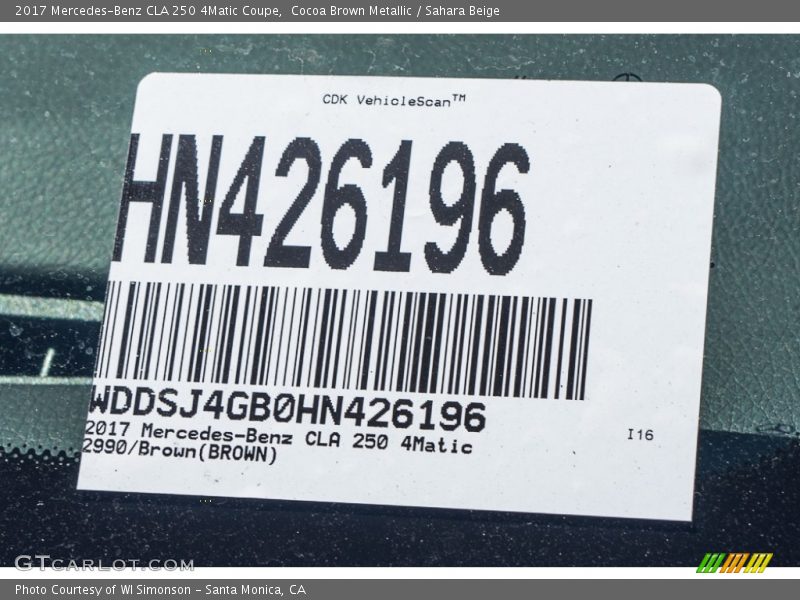 2017 Mercedes-Benz CLA 250 4Matic Coupe,  Cocoa Brown Metallic / Sahara Beige
CDK VehicleScan™
HN426196
WDDSJ4GB0HN426196
2017 Mercedes-Benz CLA 250 4Matic
2990/Brown(BROWN)
I16
GTCARLOT.COM
Photo Courtesy of WI Simonson - Santa Monica, CA